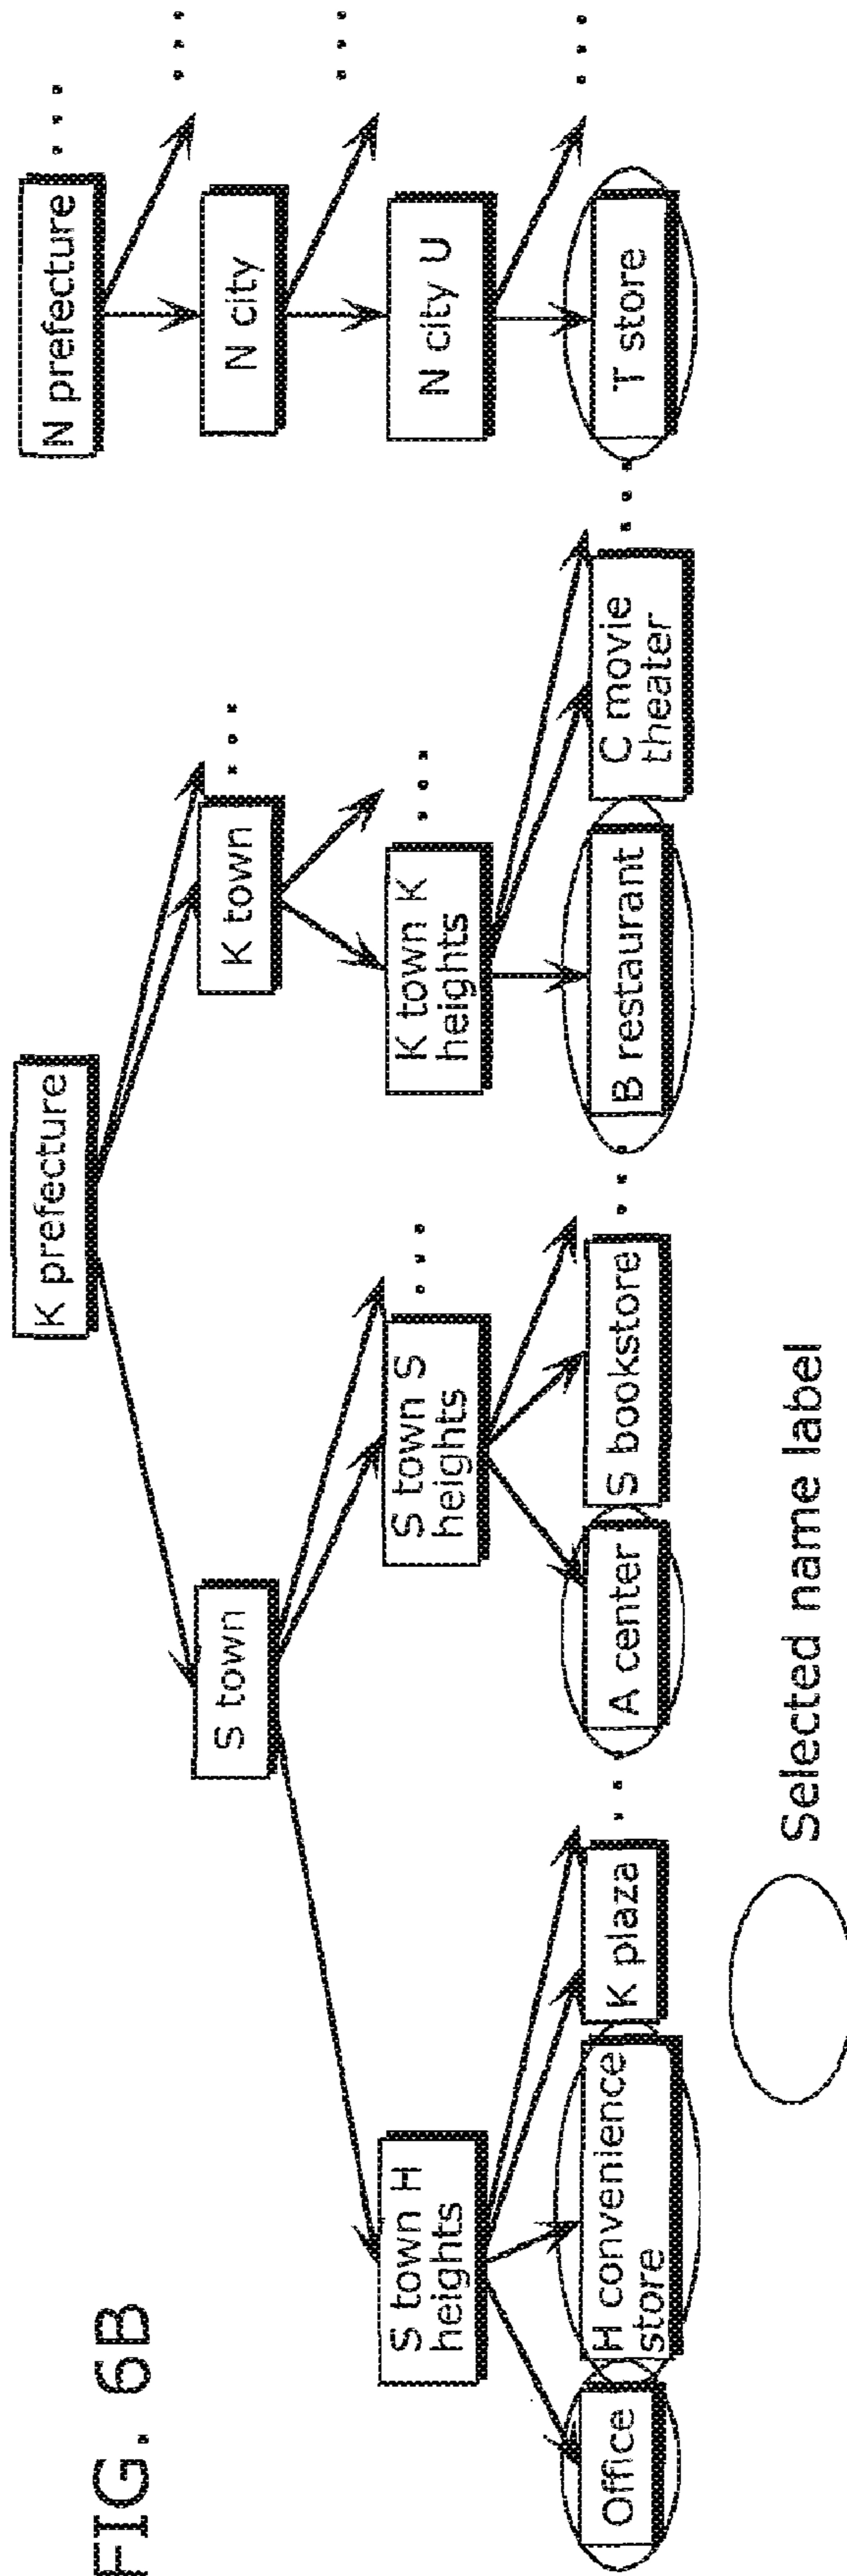 FIG. 6B
K prefecture
N prefecture
S town
K town
N city
S town H
heights
S town S
heights
K town K
heights
N city U
Office
H convenience
store
K plaza
A center
S bookstore
B restaurant
C movie
theater
T store
Selected name label